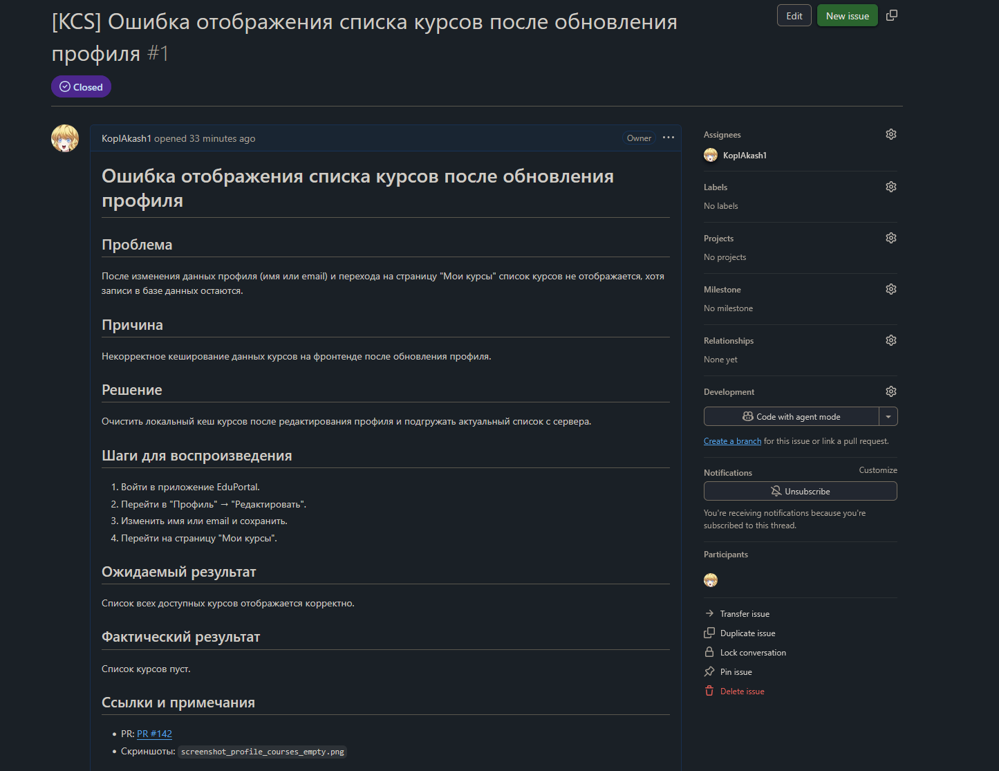 [KCS] Ошибка отображения списка курсов после обновления
профиля #1
Edit
New issue
Closed
KoplAkash1 opened 33 minutes ago
Owner
Ошибка отображения списка курсов после обновления
профиля
Проблема
После изменения данных профиля (имя или email) и перехода на страницу "Мои курсы" список курсов не отображается, хотя
записи в базе данных остаются.
Причина
Некорректное кеширование данных курсов на фронтенде после обновления профиля.
Решение
Очистить локальный кеш курсов после редактирования профиля и подгружать актуальный список с сервера.
Шаги для воспроизведения
1. Войти в приложение EduPortal.
2. Перейти в "Профиль" → "Редактировать".
3. Изменить имя или email и сохранить.
4. Перейти на страницу "Мои курсы".
Ожидаемый результат
Список всех доступных курсов отображается корректно.
Фактический результат
Список курсов пуст.
Ссылки и примечания
• PR: PR #142
• Скриншоты: screenshot_profile_courses_empty.png
Assignees
KoplAkash1
Labels
No labels
Projects
No projects
Milestone
No milestone
Relationships
None yet
Development
Code with agent mode
Create a branch for this issue or link a pull request.
Notifications
Customize
Unsubscribe
You're receiving notifications because you're
subscribed to this thread.
Participants
Transfer issue
Duplicate issue
Lock conversation
Pin issue
Delete issue